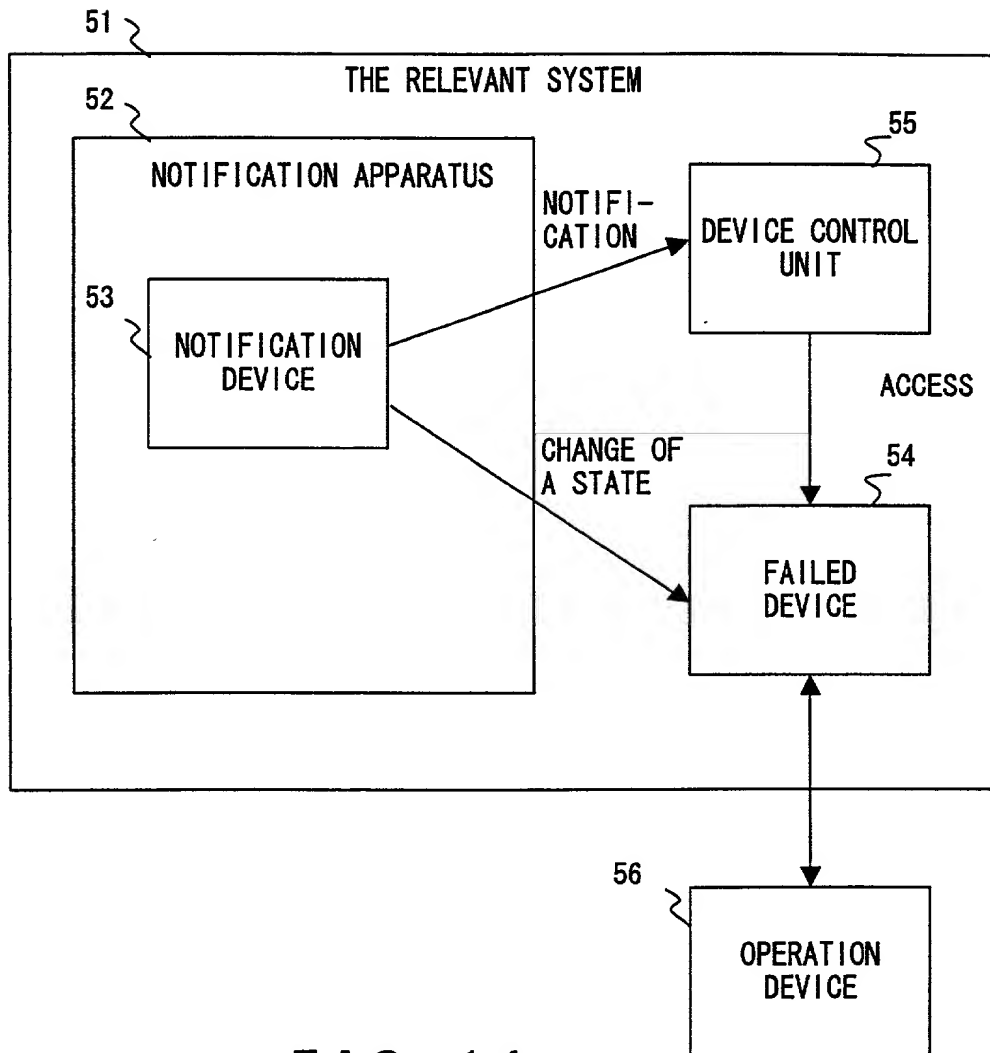 51
THE RELEVANT SYSTEM
52
55
NOTIFICATION APPARATUS
NOTIFI-
CATION
DEVICE CONTROL
UNIT
53
NOTIFICATION
DEVICE
ACCESS
CHANGE OF
A STATE
54
FAILED
DEVICE
56
OPERATION
DEVICE